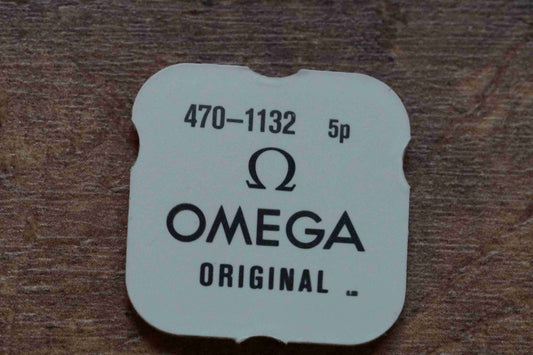 470-1132 5p
Ω
OMEGA
ORIGINAL